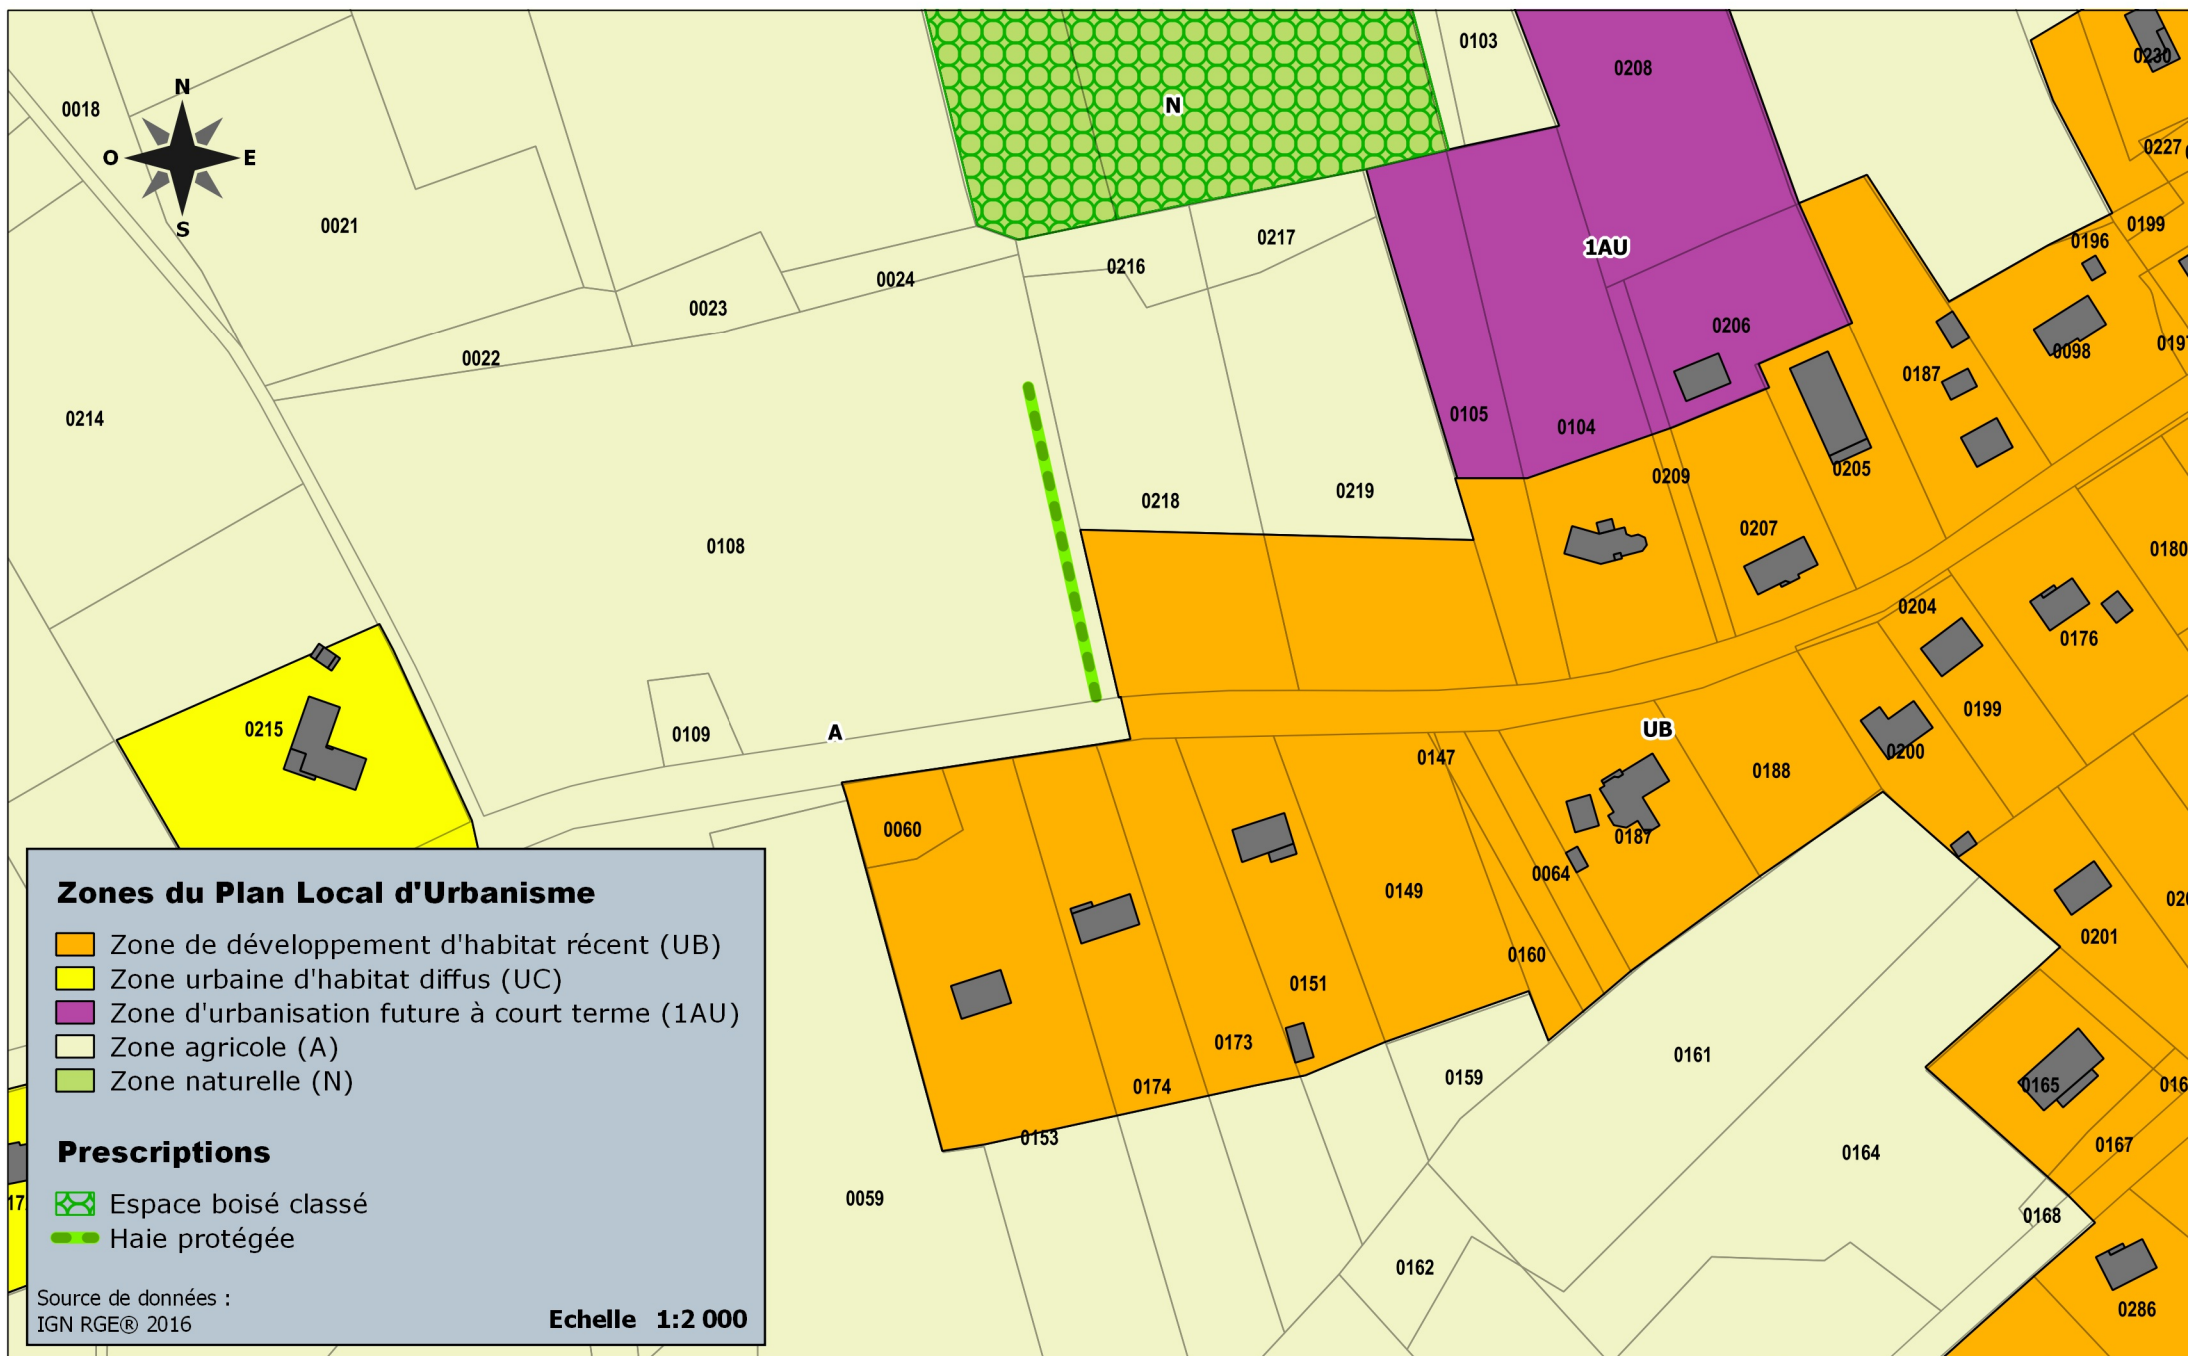 0103
0208
0230
N
0018
N
0227
O
E
S
0021
0199
0217
0196
1AU
0216
0024
0023
0206
0098
0197
0022
0187
0214
0105
0104
0205
0209
0219
0218
0207
0180
0108
0204
0176
0215
0109
A
UB
0199
0147
0200
0188
0060
0187
0064
0149
0201
0160
0151
0173
0161
0159
0165
0174
0153
0167
0164
0059
0168
0162
0286
Zones du Plan Local d'Urbanisme
Zone de développement d'habitat récent (UB)
Zone urbaine d'habitat diffus (UC)
Zone d'urbanisation future à court terme (1AU)
Zone agricole (A)
Zone naturelle (N)
Prescriptions
Espace boisé classé
Haie protégée
Source de données :
IGN RGE® 2016
Echelle 1:2 000